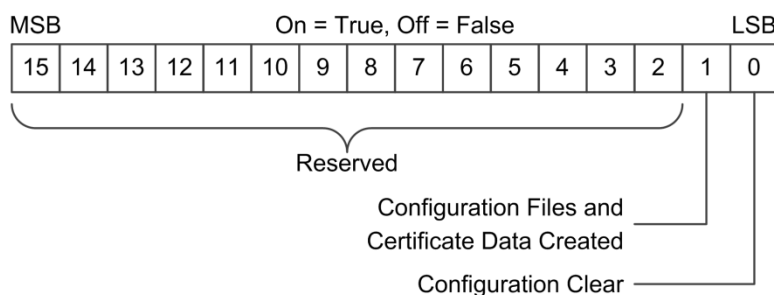 MSB On = True, Off = False LSB
15 14 13 12 11 10 9 8 7 6 5 4 3 2 1 0
Reserved
Configuration Files and
Certificate Data Created
Configuration Clear